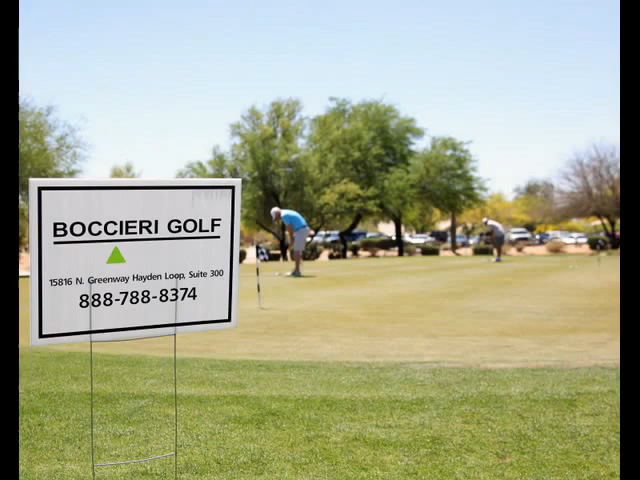 BOCCIERI GOLF
15816 N. Greenway Hayden Loop, Suite 300
888-788-8374